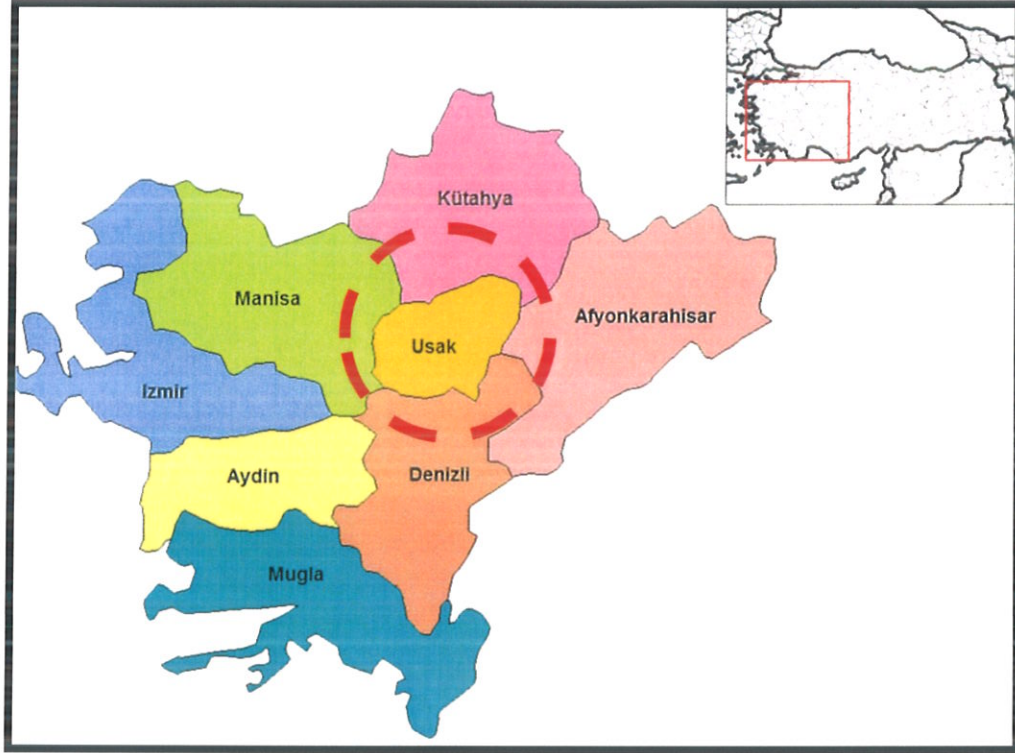 Kütahya
Manisa
Afyonkarahisar
Usak
Izmir
Aydin
Denizli
Mugla